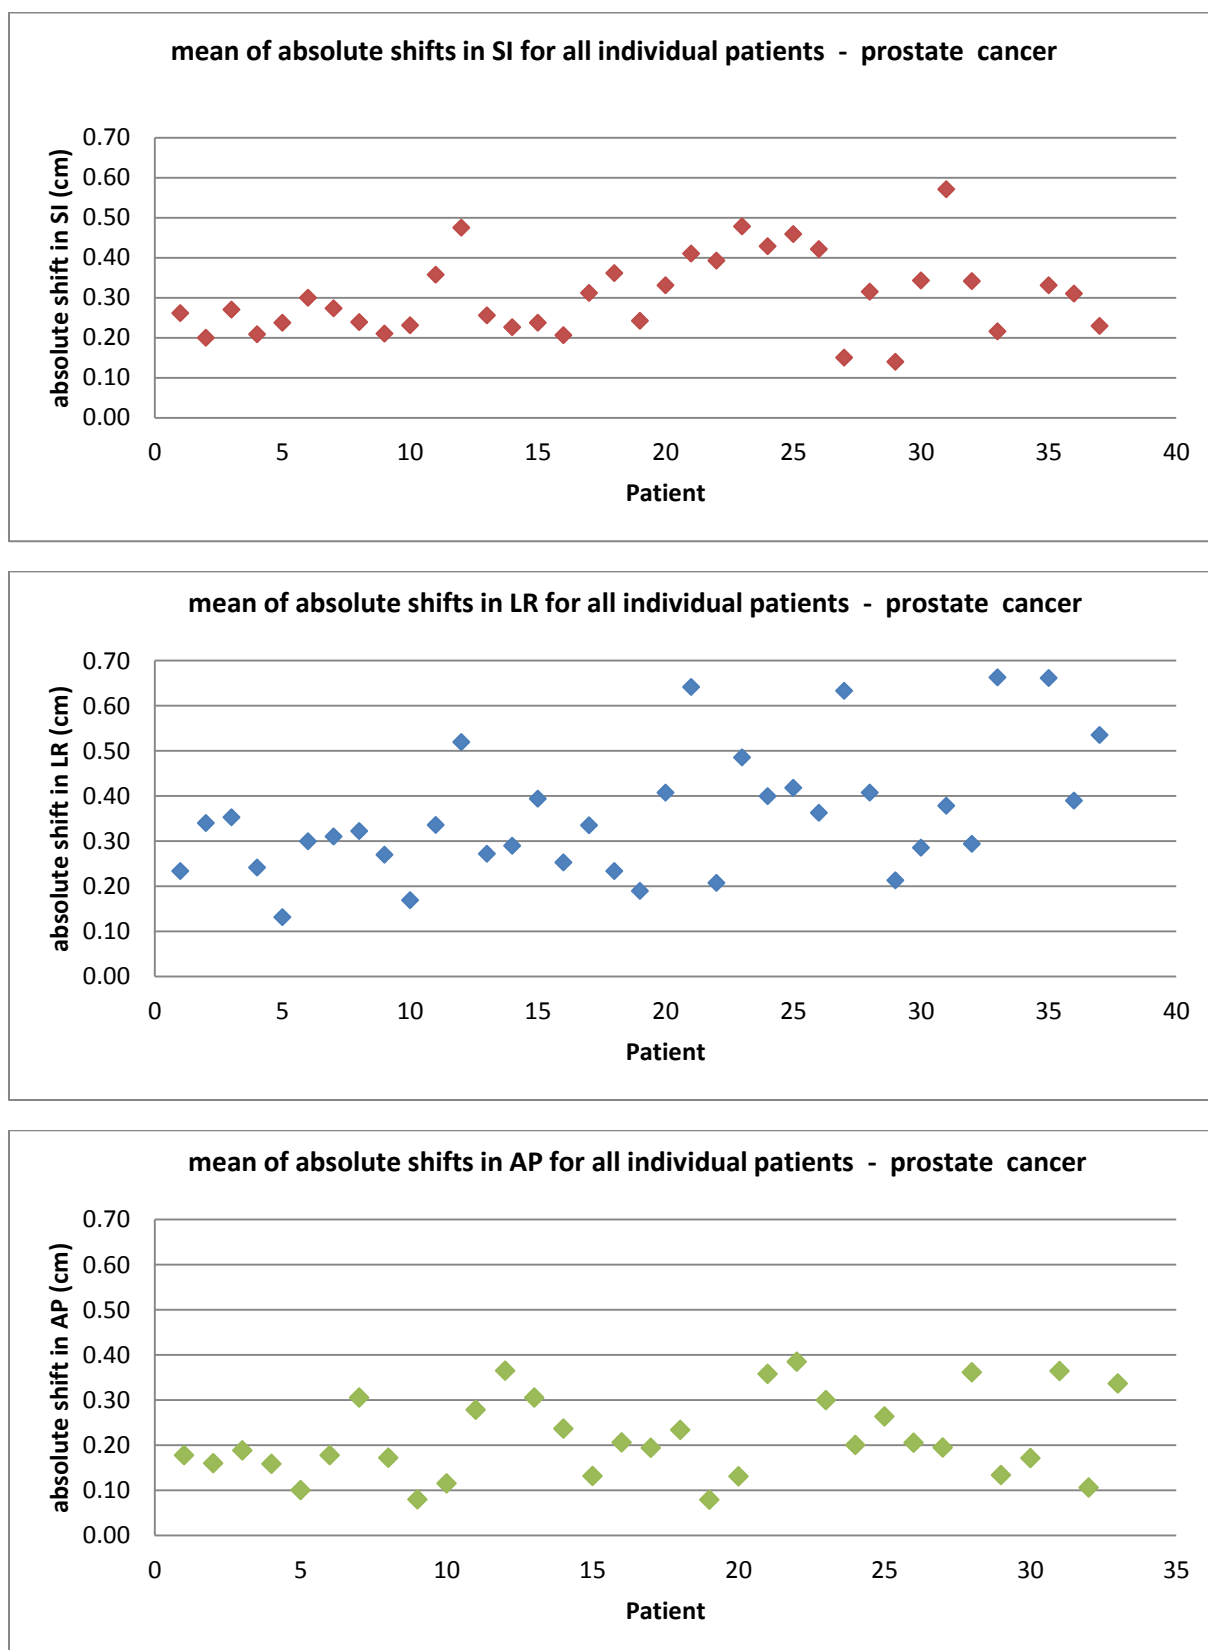 mean of absolute shifts in SI for all individual patients - prostate cancer
absolute shift in SI (cm)
0.70
0.60
0.50
0.40
0.30
0.20
0.10
0.00
0 5 10 15 20 25 30 35 40
Patient
mean of absolute shifts in LR for all individual patients - prostate cancer
absolute shift in LR (cm)
0.70
0.60
0.50
0.40
0.30
0.20
0.10
0.00
0 5 10 15 20 25 30 35 40
Patient
mean of absolute shifts in AP for all individual patients - prostate cancer
absolute shift in AP (cm)
0.70
0.60
0.50
0.40
0.30
0.20
0.10
0.00
0 5 10 15 20 25 30 35
Patient